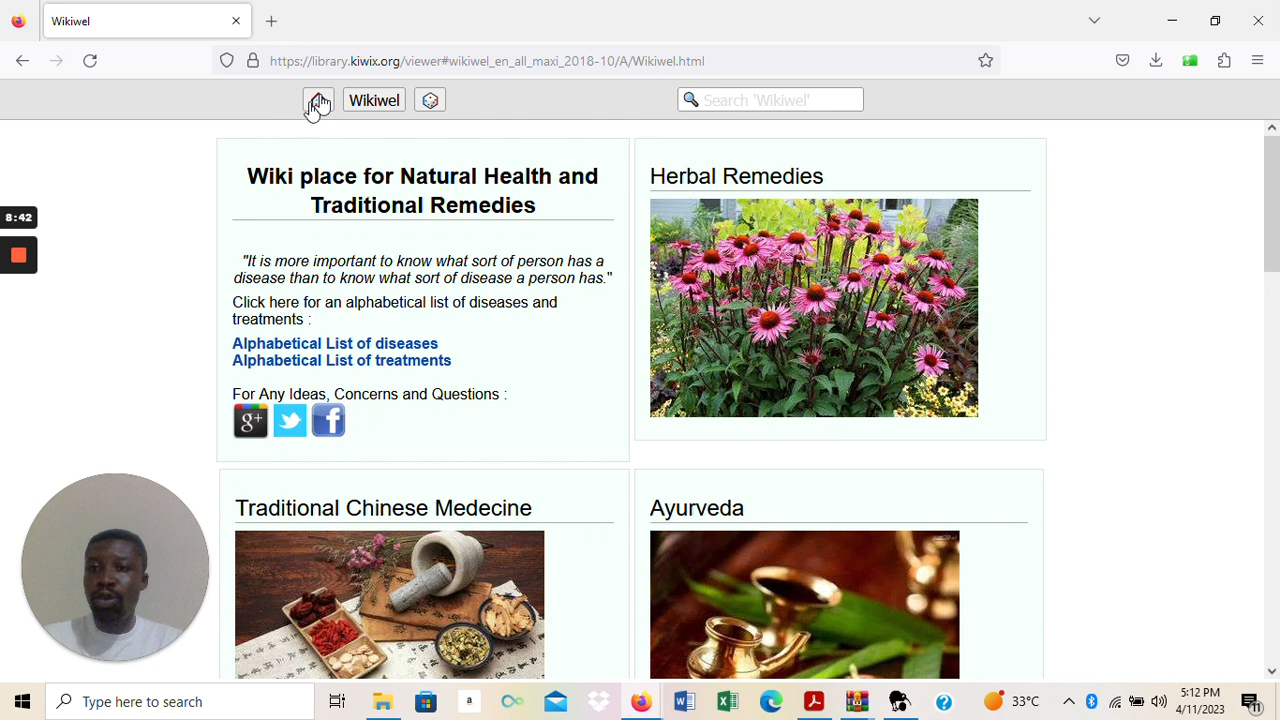 Wikiwel
https://library.kiwix.org/viewer#wikiwel_en_all_maxi_2018-10/A/Wikiwel.html
Wikiwel
Search 'Wikiwel'
Wiki place for Natural Health and
Traditional Remedies
"It is more important to know what sort of person has a
disease than to know what sort of disease a person has."
Click here for an alphabetical list of diseases and
treatments :
Alphabetical List of diseases
Alphabetical List of treatments
For Any Ideas, Concerns and Questions :
g+ f
Herbal Remedies
8:42
Traditional Chinese Medecine
Ayurveda
Type here to search
a
W
33°C
5:12 PM
4/11/2023
11